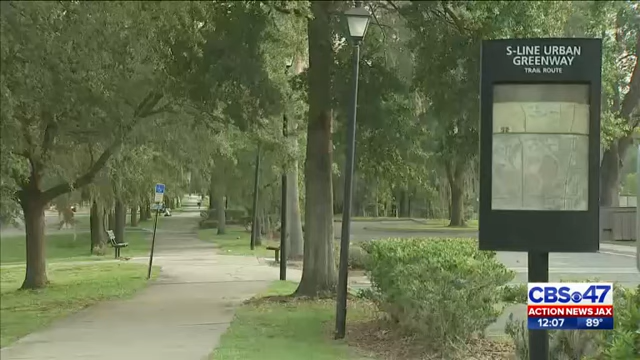 S-LINE URBAN
GREENWAY
TRAIL ROUTE
CBS 47
ACTION NEWS JAX
12:07 89°